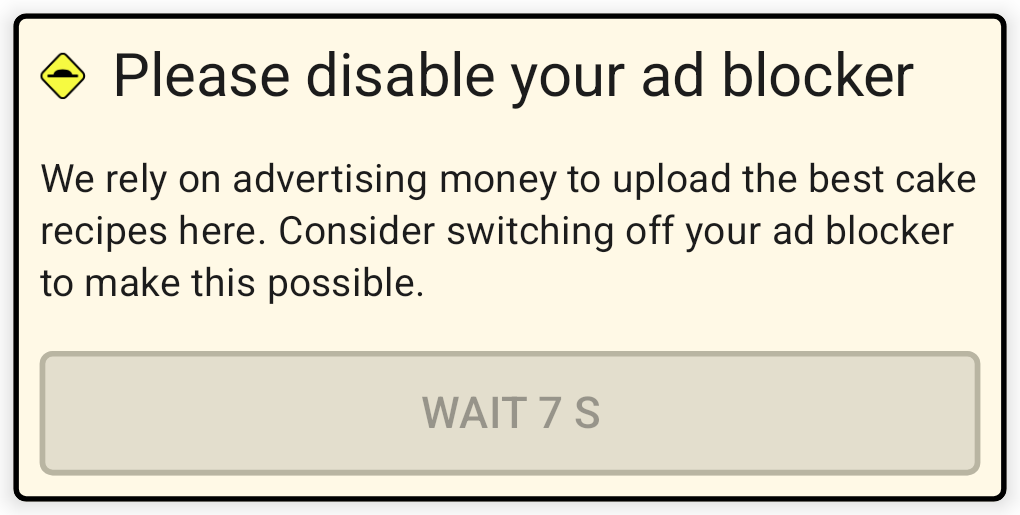 Please disable your ad blocker
We rely on advertising money to upload the best cake
recipes here. Consider switching off your ad blocker
to make this possible.
WAIT 7 S